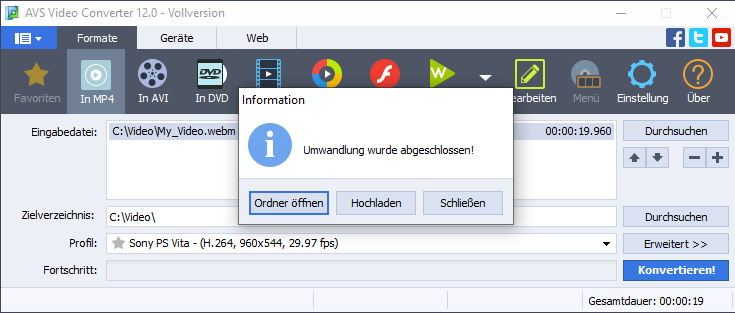 AVS Video Converter 12.0 - Vollversion
Formate
Geräte
Web
Favoriten
In MP4
In AVI
In DVD
DVD
Bearbeiten
Menü
Einstellung
Über
Information
Umwandlung wurde abgeschlossen!
Ordner öffnen
Hochladen
Schließen
Eingabedatei:
C:\Video\My_Video.webm
00:00:19.960
Durchsuchen
Zielverzeichnis:
C:\Video\
Durchsuchen
Profil:
Sony PS Vita - (H.264, 960x544, 29.97 fps)
Erweitert >>
Fortschritt:
Konvertieren!
Gesamtdauer: 00:00:19